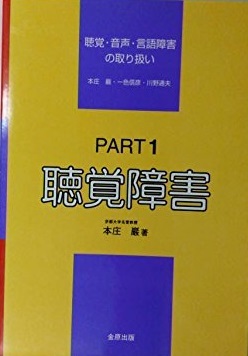 聴覚・音声・言語障害
の取り扱い
本庄 巖・一色信彦・川野通夫
PART1
聴覚障害
京都大学名誉教授
本庄 巖 著
金原出版